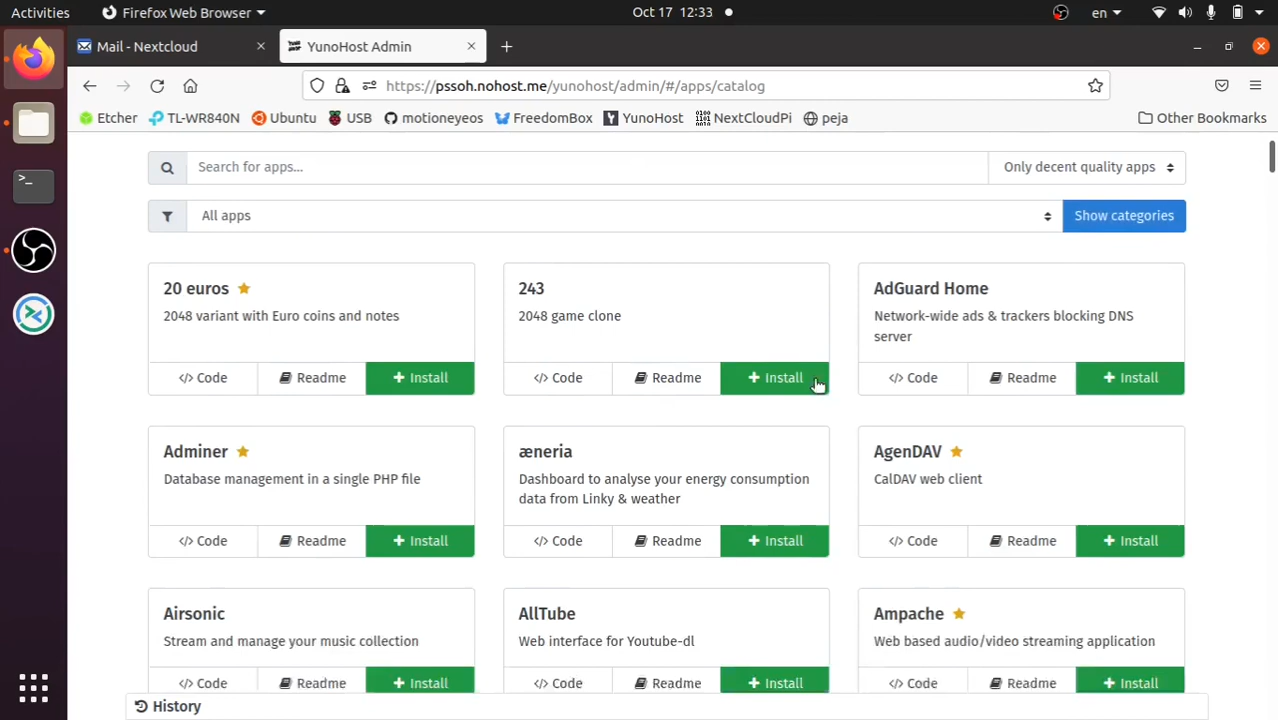 Activities Firefox Web Browser Oct 17 12:33 en
Mail - Nextcloud YunoHost Admin
https://pssoh.nohost.me/yunohost/admin/#/apps/catalog
Etcher TL-WR840N Ubuntu USB motioneyeos FreedomBox YunoHost NextCloudPi peja Other Bookmarks
Search for apps... Only decent quality apps
All apps Show categories
20 euros 243 AdGuard Home
2048 variant with Euro coins and notes 2048 game clone Network-wide ads & trackers blocking DNS
server
</> Code Readme + Install </> Code Readme + Install </> Code Readme + Install
Adminer æneria AgenDAV
Database management in a single PHP file Dashboard to analyse your energy consumption CalDAV web client
data from Linky & weather
</> Code Readme + Install </> Code Readme + Install </> Code Readme + Install
Airsonic AllTube Ampache
Stream and manage your music collection Web interface for Youtube-dl Web based audio/video streaming application
</> Code Readme + Install </> Code Readme + Install </> Code Readme + Install
History